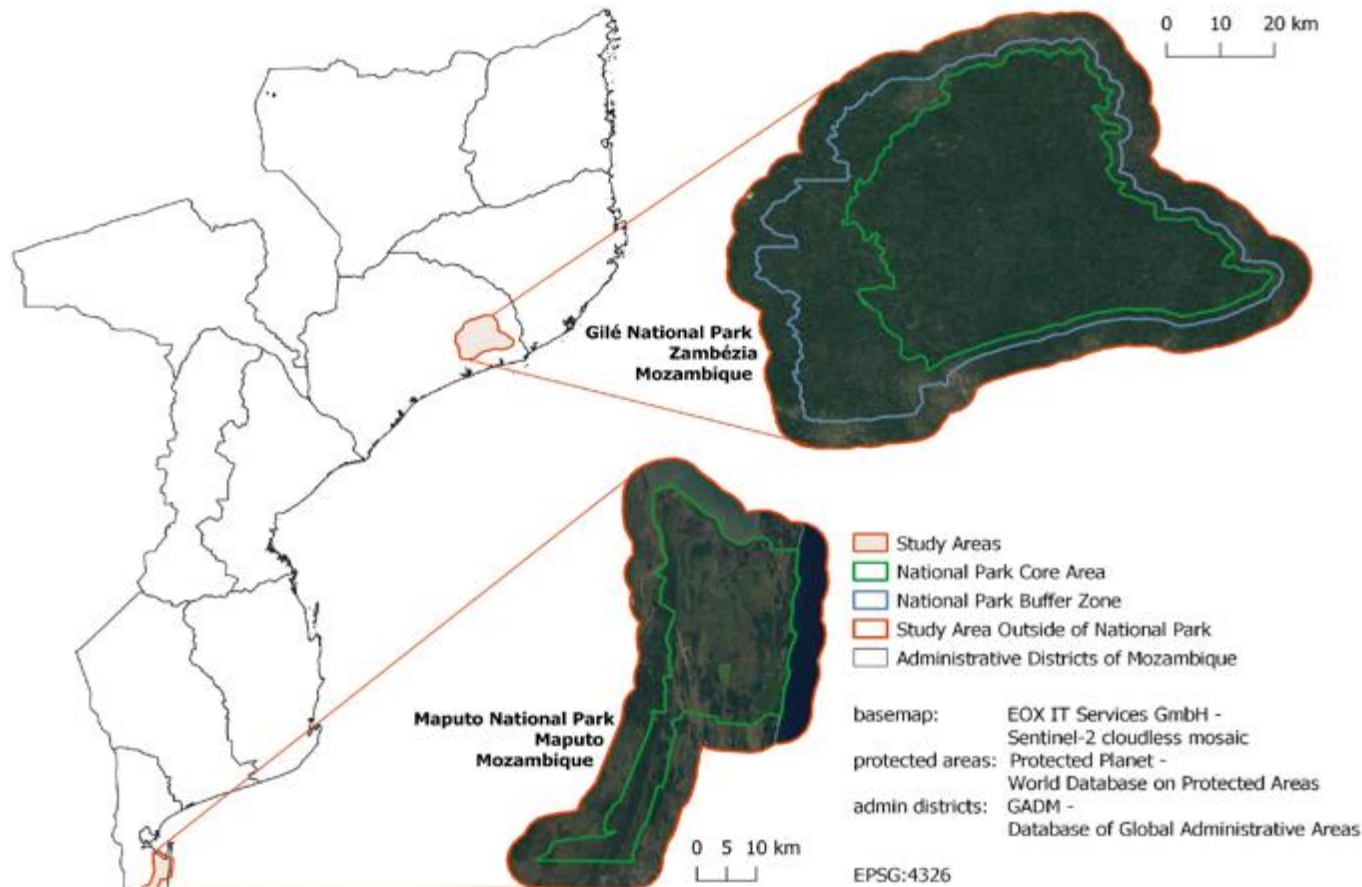 0 10 20 km
Gilé National Park
Zambézia
Mozambique
Study Areas
National Park Core Area
National Park Buffer Zone
Study Area Outside of National Park
Administrative Districts of Mozambique
Maputo National Park
Maputo
Mozambique
basemap: EOX IT Services GmbH -
Sentinel-2 cloudless mosaic
protected areas: Protected Planet -
World Database on Protected Areas
admin districts: GADM -
Database of Global Administrative Areas
0 5 10 km
EPSG:4326